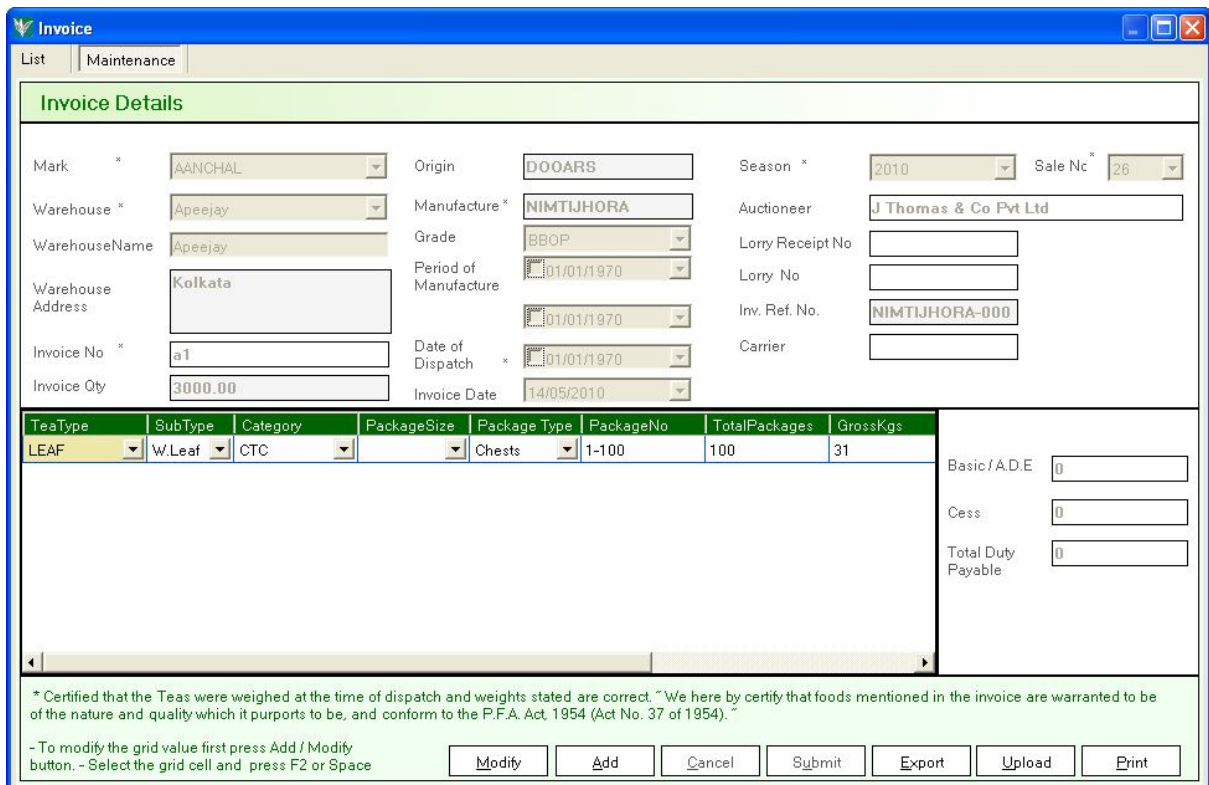 Invoice
List Maintenance
Invoice Details
Mark * AANCHAL Origin DOOARS Season * 2010 Sale Nc * 26
Warehouse * Apeejay Manufacture * NIMTIJHORA Auctioneer J Thomas & Co Pvt Ltd
WarehouseName Apeejay Grade BBOP Lorry Receipt No
Warehouse Address Kolkata Period of Manufacture 01/01/1970 Lorry No
01/01/1970 Inv. Ref. No. NIMTIJHORA-000
Invoice No * a1 Date of Dispatch * 01/01/1970 Carrier
Invoice Qty 3000.00 Invoice Date 14/05/2010
TeaType SubType Category PackageSize Package Type PackageNo TotalPackages GrossKgs
LEAF W.Leaf CTC Chests 1-100 100 31
Basic / A.D.E 0
Cess 0
Total Duty Payable 0
* Certified that the Teas were weighed at the time of dispatch and weights stated are correct. ˝ We here by certify that foods mentioned in the invoice are warranted to be
of the nature and quality which it purports to be, and conform to the P.F.A. Act, 1954 (Act No. 37 of 1954). ˝
- To modify the grid value first press Add / Modify
button. - Select the grid cell and press F2 or Space
Modify Add Cancel Submit Export Upload Print